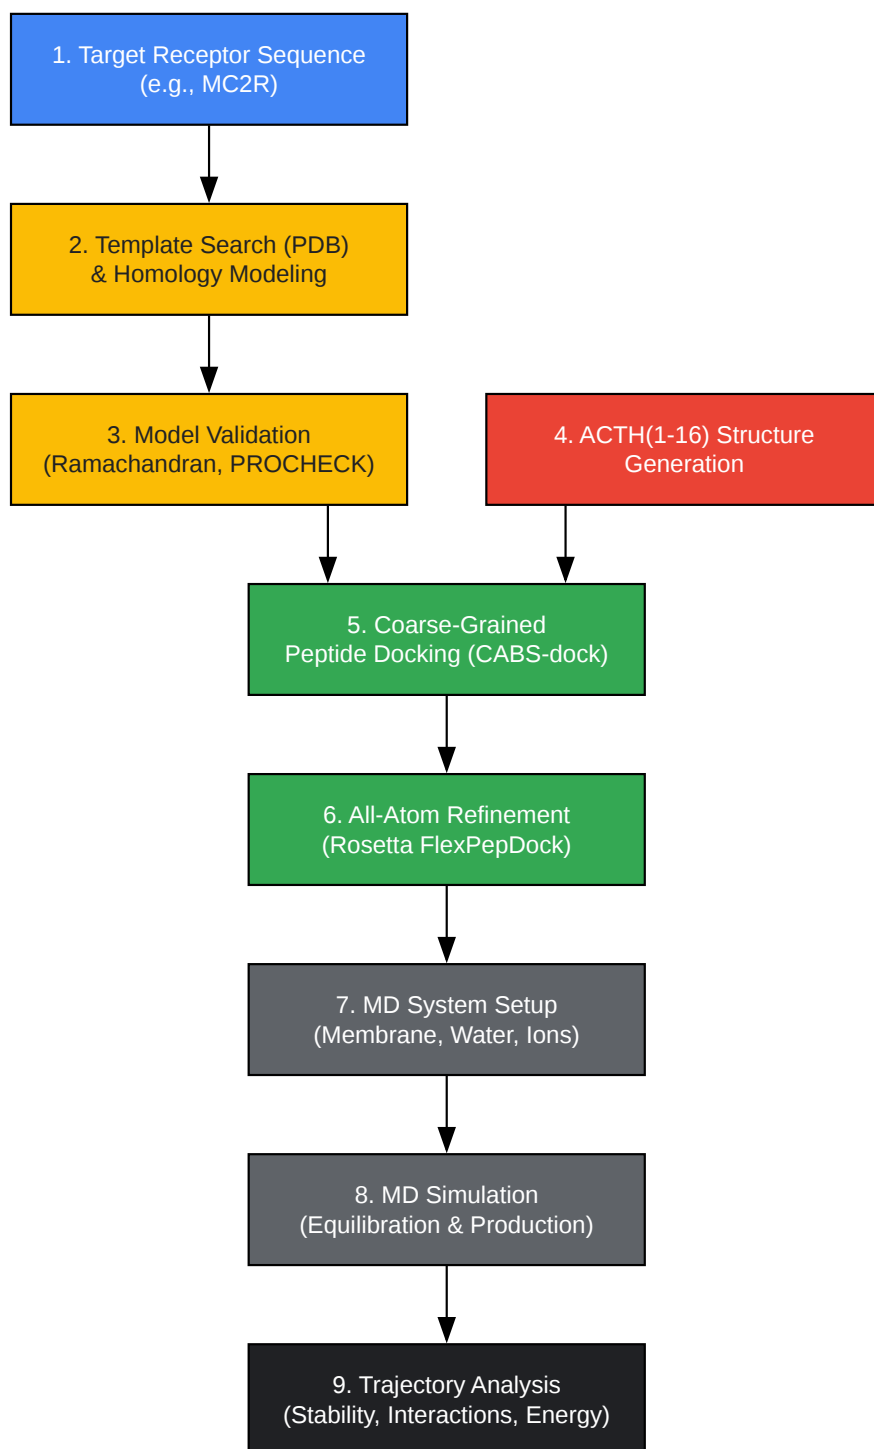 1. Target Receptor Sequence
(e.g., MC2R)
2. Template Search (PDB)
& Homology Modeling
3. Model Validation
(Ramachandran, PROCHECK)
4. ACTH(1-16) Structure
Generation
5. Coarse-Grained
Peptide Docking (CABS-dock)
6. All-Atom Refinement
(Rosetta FlexPepDock)
7. MD System Setup
(Membrane, Water, Ions)
8. MD Simulation
(Equilibration & Production)
9. Trajectory Analysis
(Stability, Interactions, Energy)